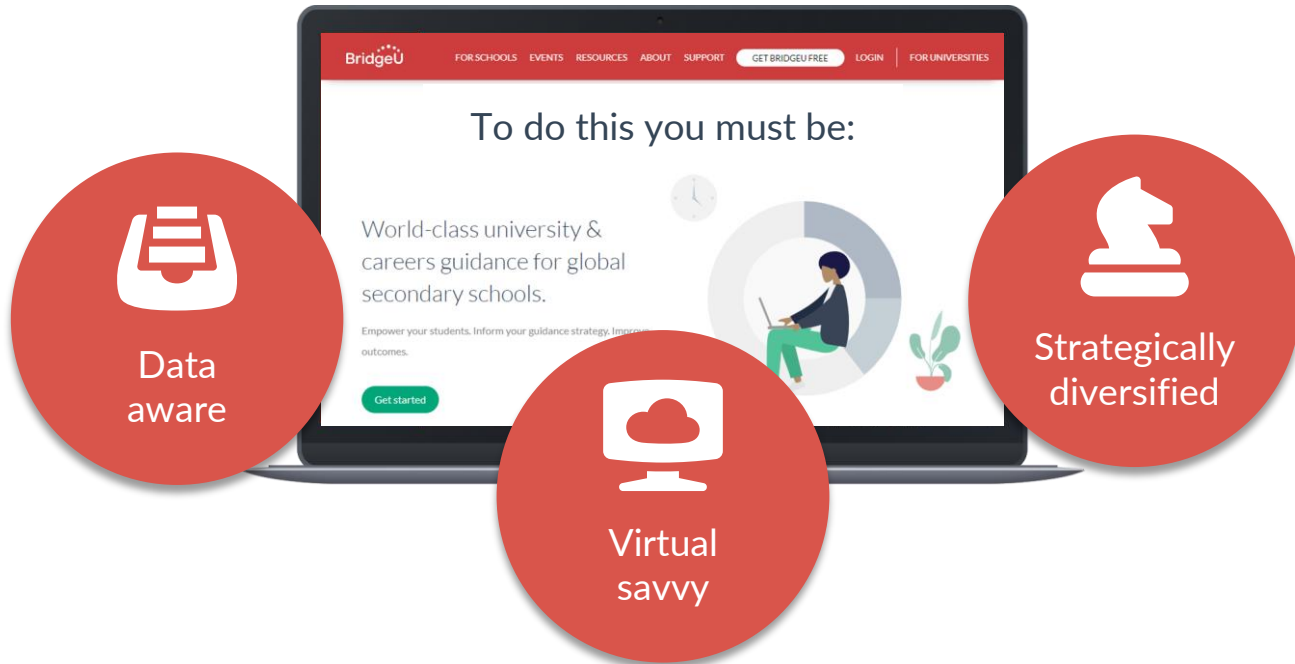 BridgeU
FOR SCHOOLS EVENTS RESOURCES ABOUT SUPPORT GET BRIDGEU FREE LOGIN FOR UNIVERSITIES
To do this you must be:
World-class university &
careers guidance for global
secondary schools.
Empower your students. Inform your guidance strategy.
outcomes.
Get started
Data
aware
Virtual
savvy
Strategically
diversified